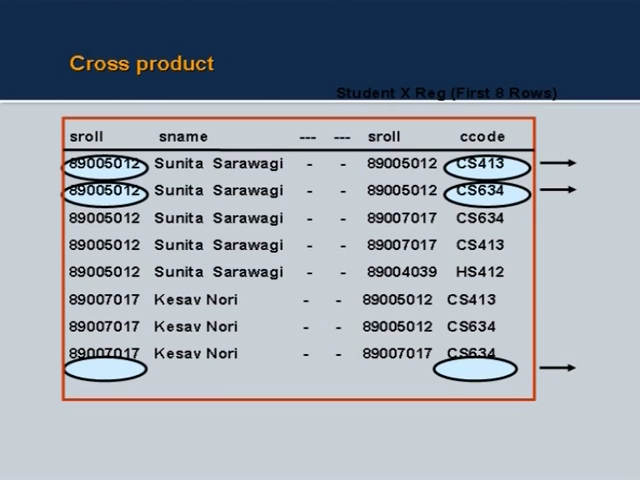 Cross product
Student X Reg (First 8 Rows)
sroll sname --- --- sroll ccode
89005012 Sunita Sarawagi - - 89005012 CS413
89005012 Sunita Sarawagi - - 89005012 CS634
89005012 Sunita Sarawagi - - 89007017 CS634
89005012 Sunita Sarawagi - - 89007017 CS413
89005012 Sunita Sarawagi - - 89004039 HS412
89007017 Kesav Nori - - 89005012 CS413
89007017 Kesav Nori - - 89005012 CS634
89007017 Kesav Nori - - 89007017 CS634